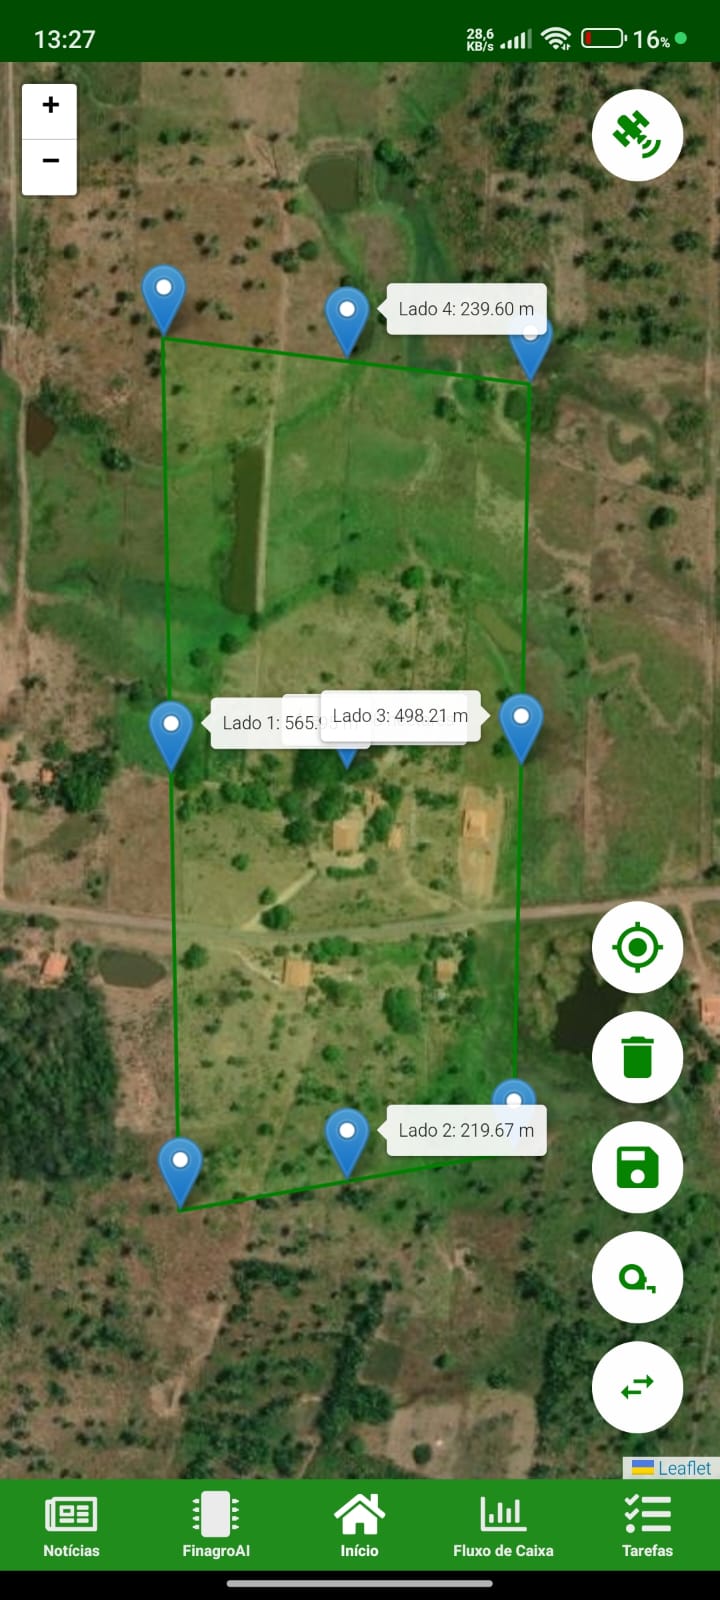 13:27
28,6
KB/s
16%
+
−
Lado 4: 239.60 m
Lado 1: 565.9
Lado 3: 498.21 m
Lado 2: 219.67 m
Leaflet
Notícias
FinagroAI
Início
Fluxo de Caixa
Tarefas